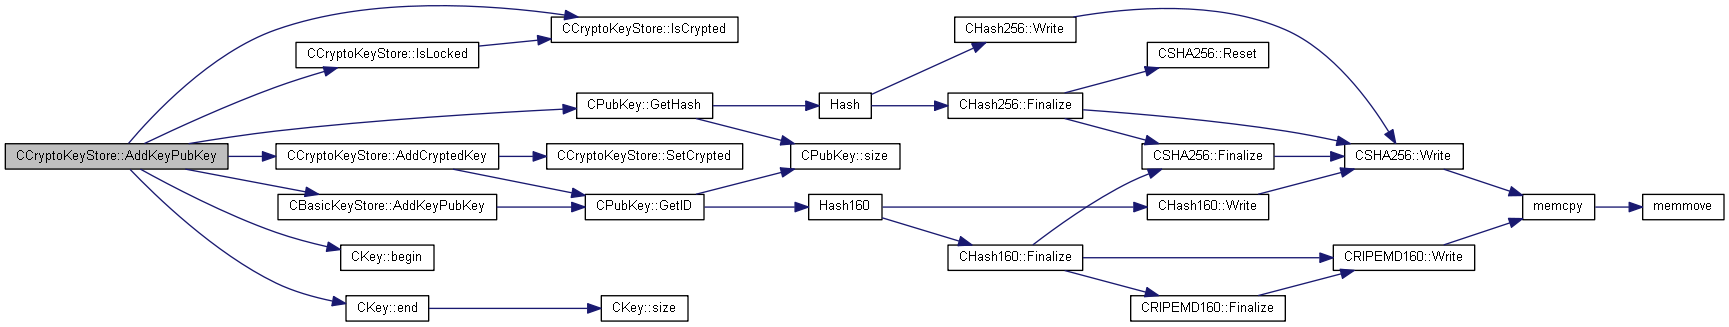 CCryptoKeyStore::AddKeyPubKey
CCryptoKeyStore::IsCrypted
CCryptoKeyStore::IsLocked
CPubKey::GetHash
CCryptoKeyStore::AddCryptedKey
CCryptoKeyStore::SetCrypted
CBasicKeyStore::AddKeyPubKey
CPubKey::GetID
CKey::begin
CKey::end
CKey::size
Hash
CPubKey::size
Hash160
CHash256::Write
CHash256::Finalize
CSHA256::Reset
CSHA256::Finalize
CSHA256::Write
CHash160::Write
CHash160::Finalize
CRIPEMD160::Write
CRIPEMD160::Finalize
memcpy
memmove